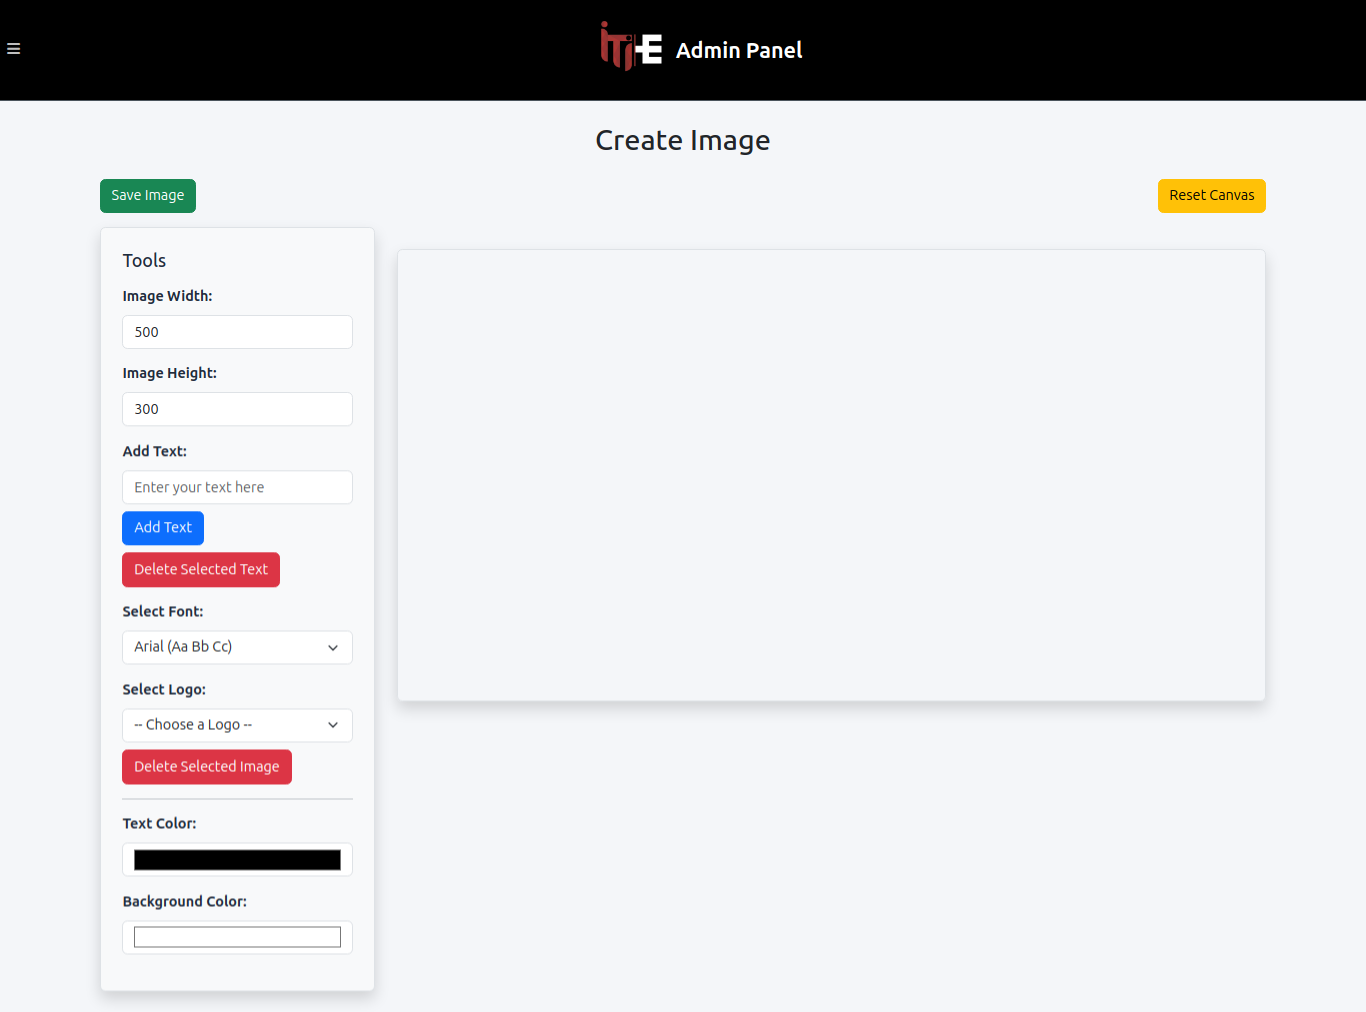 iTi-E Admin Panel
Create Image
Save Image
Reset Canvas
Tools
Image Width:
500
Image Height:
300
Add Text:
Enter your text here
Add Text
Delete Selected Text
Select Font:
Arial (Aa Bb Cc)
Select Logo:
-- Choose a Logo --
Delete Selected Image
Text Color:
Background Color: